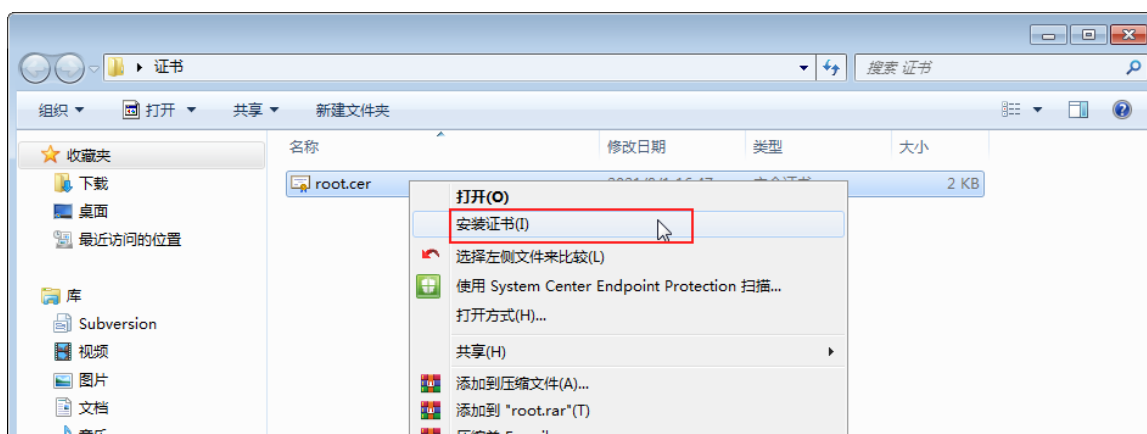 证书
搜索 证书
组织 打开 共享 新建文件夹
名称 修改日期 类型 大小
收藏夹
下载
桌面
最近访问的位置
库
Subversion
视频
图片
文档
root.cer 2 KB
打开(O)
安装证书(I)
选择左侧文件来比较(L)
使用 System Center Endpoint Protection 扫描...
打开方式(H)...
共享(H)
添加到压缩文件(A)...
添加到 "root.rar"(T)